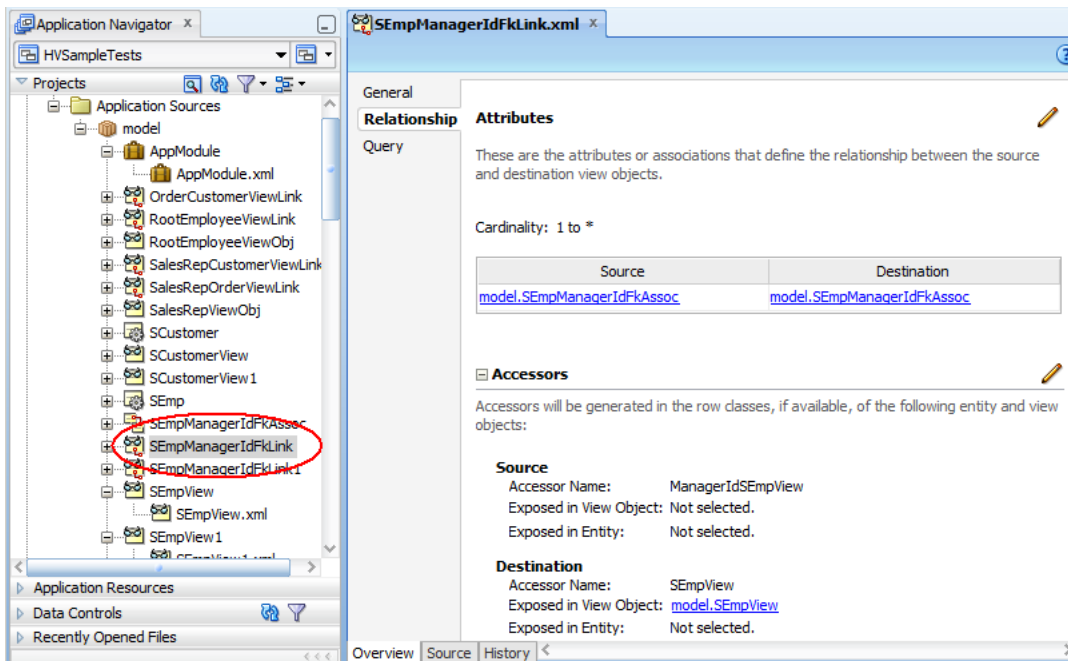 Application Navigator x
HVSampleTests
Projects
Application Sources
model
AppModule
AppModule.xml
OrderCustomerViewLink
RootEmployeeViewLink
RootEmployeeViewObj
SalesRepCustomerViewLink
SalesRepOrderViewLink
SalesRepViewObj
SCustomer
SCustomerView
SCustomerView1
SEmp
SEmpManagerIdFkAssoc
SEmpManagerIdFkLink
SEmpManagerIdFkLink1
SEmpView
SEmpView.xml
SEmpView1
SEmpView1.xml
Application Resources
Data Controls
Recently Opened Files
SEmpManagerIdFkLink.xml x
General
Relationship
Query
Attributes
These are the attributes or associations that define the relationship between the source
and destination view objects.
Cardinality: 1 to *
Source Destination
model.SEmpManagerIdFkAssoc model.SEmpManagerIdFkAssoc
Accessors
Accessors will be generated in the row classes, if available, of the following entity and view
objects:
Source
Accessor Name: ManagerIdSEmpView
Exposed in View Object: Not selected.
Exposed in Entity: Not selected.
Destination
Accessor Name: SEmpView
Exposed in View Object: model.SEmpView
Exposed in Entity: Not selected.
Overview Source History